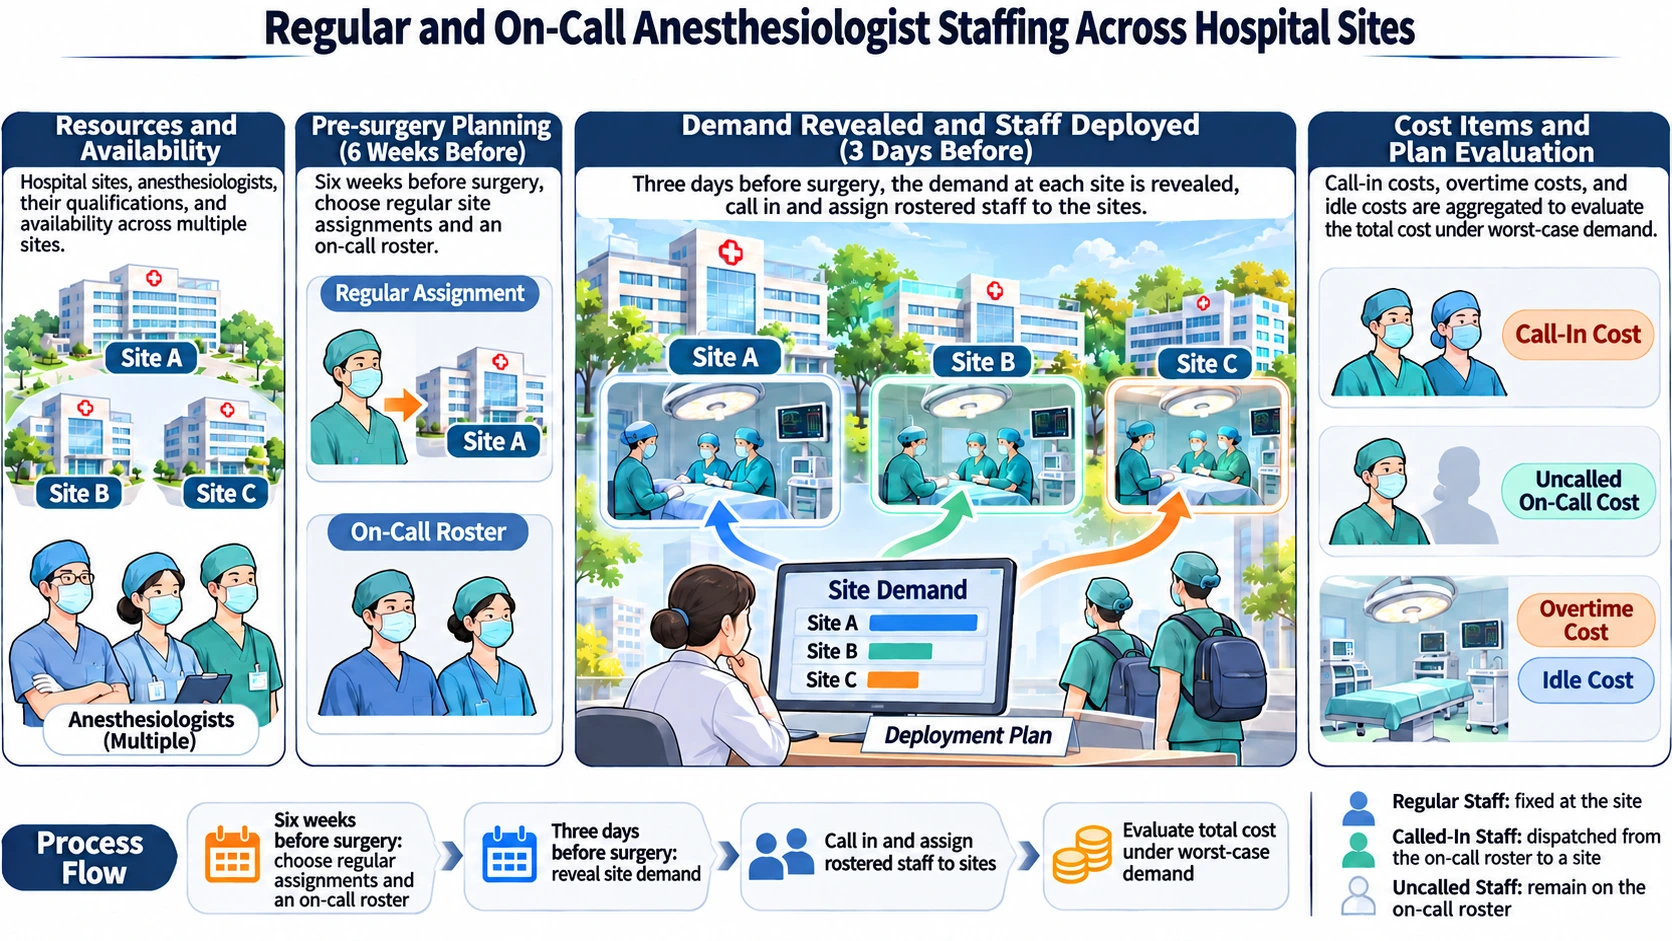 Regular and On-Call Anesthesiologist Staffing Across Hospital Sites
Resources and
Availability
Hospital sites, anesthesiologists,
their qualifications, and
availability across multiple
sites.
Site A
Site B
Site C
Anesthesiologists
(Multiple)
Pre-surgery Planning
(6 Weeks Before)
Six weeks before surgery,
choose regular site
assignments and an
on-call roster.
Regular Assignment
Site A
On-Call Roster
Demand Revealed and Staff Deployed
(3 Days Before)
Three days before surgery, the demand at each site is revealed,
call in and assign rostered staff to the sites.
Site A
Site B
Site C
Site Demand
Site A
Site B
Site C
Deployment Plan
Cost Items and
Plan Evaluation
Call-in costs, overtime costs, and
idle costs are aggregated to evaluate
the total cost under worst-case demand.
Call-In Cost
Uncalled
On-Call Cost
Overtime
Cost
Idle Cost
Process
Flow
Six weeks
before surgery:
choose regular
assignments and
an on-call roster
Three days
before surgery:
reveal site demand
Call in and assign
rostered staff to sites
Evaluate total cost
under worst-case
demand
Regular Staff: fixed at the site
Called-In Staff: dispatched from
the on-call roster to a site
Uncalled Staff: remain on the
on-call roster